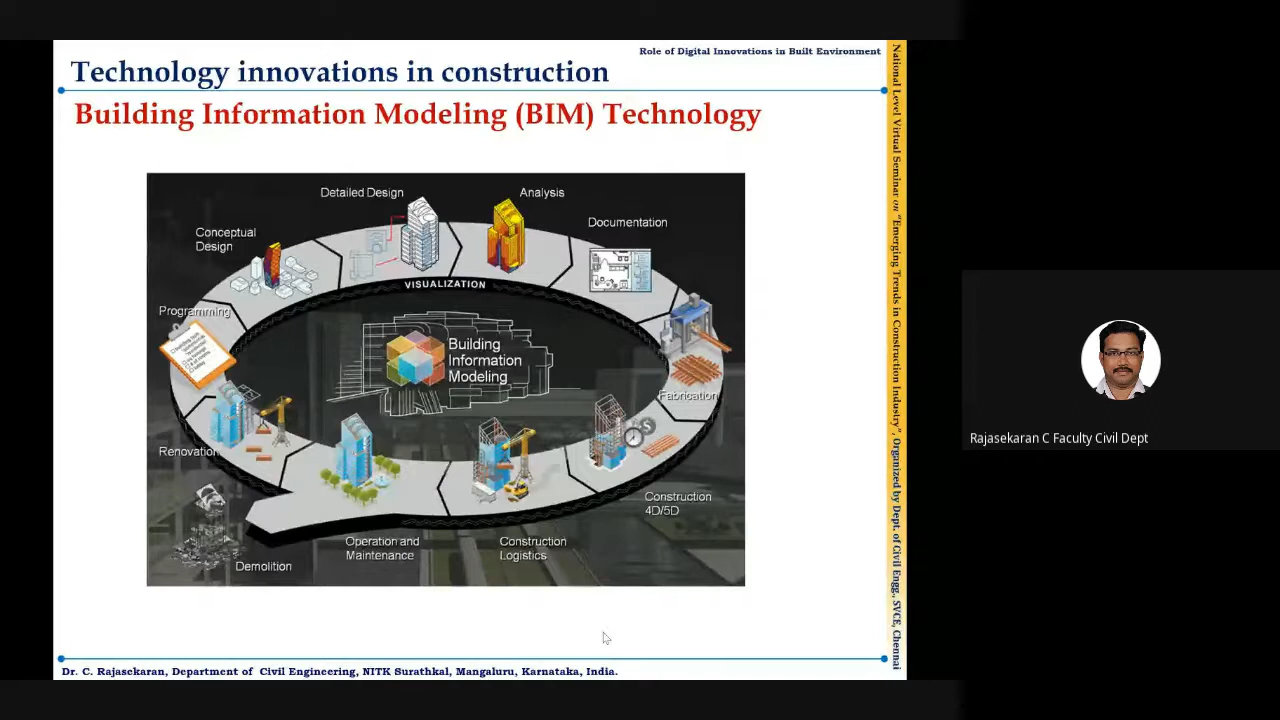 Role of Digital Innovations in Built Environment
Technology innovations in construction
Building Information Modeling (BIM) Technology
Detailed Design
Analysis
Documentation
Conceptual
Design
VISUALIZATION
Programming
Building
Information
Modeling
Fabrication
Renovation
Construction
4D/5D
Operation and
Maintenance
Construction
Logistics
Demolition
Dr. C. Rajasekaran, Department of Civil Engineering, NITK Surathkal, Mangaluru, Karnataka, India.
National Level Virtual Seminar on "Emerging Trends in Construction Industry", Organized by Dept. of Civil Engg., SVCE, Chennai
Rajasekaran C Faculty Civil Dept